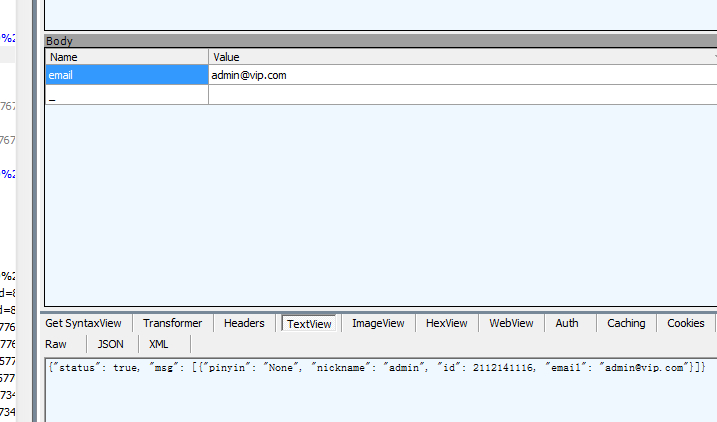 %2
Body
Name Value
email admin@vip.com
_
767
767
%2
%2
d=8
d=8
776
776
577
577
734
734
Get SyntaxView Transformer Headers TextView ImageView HexView WebView Auth Caching Cookies
Raw JSON XML
{"status": true, "msg": [{"pinyin": "None", "nickname": "admin", "id": 2112141116, "email": "admin@vip.com"}]}